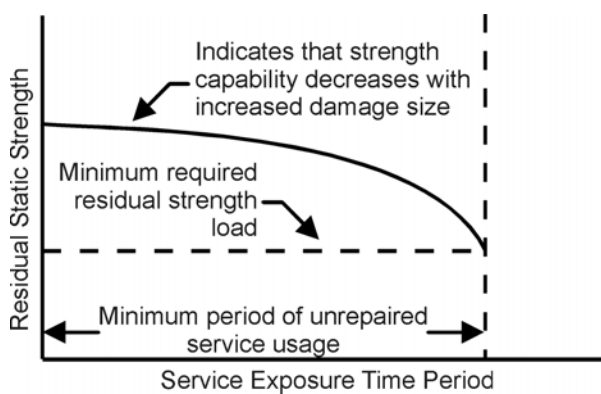 Indicates that strength
capability decreases with
increased damage size
Minimum required
residual strength
load
Minimum period of unrepaired
service usage
Residual Static Strength
Service Exposure Time Period